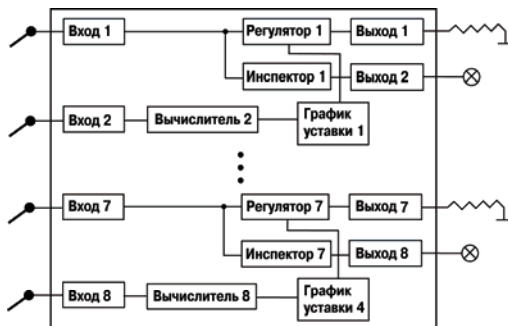 Вход 1
Регулятор 1
Выход 1
Инспектор 1
Выход 2
Вход 2
Вычислитель 2
График
уставки 1
Вход 7
Регулятор 7
Выход 7
Инспектор 7
Выход 8
Вход 8
Вычислитель 8
График
уставки 4